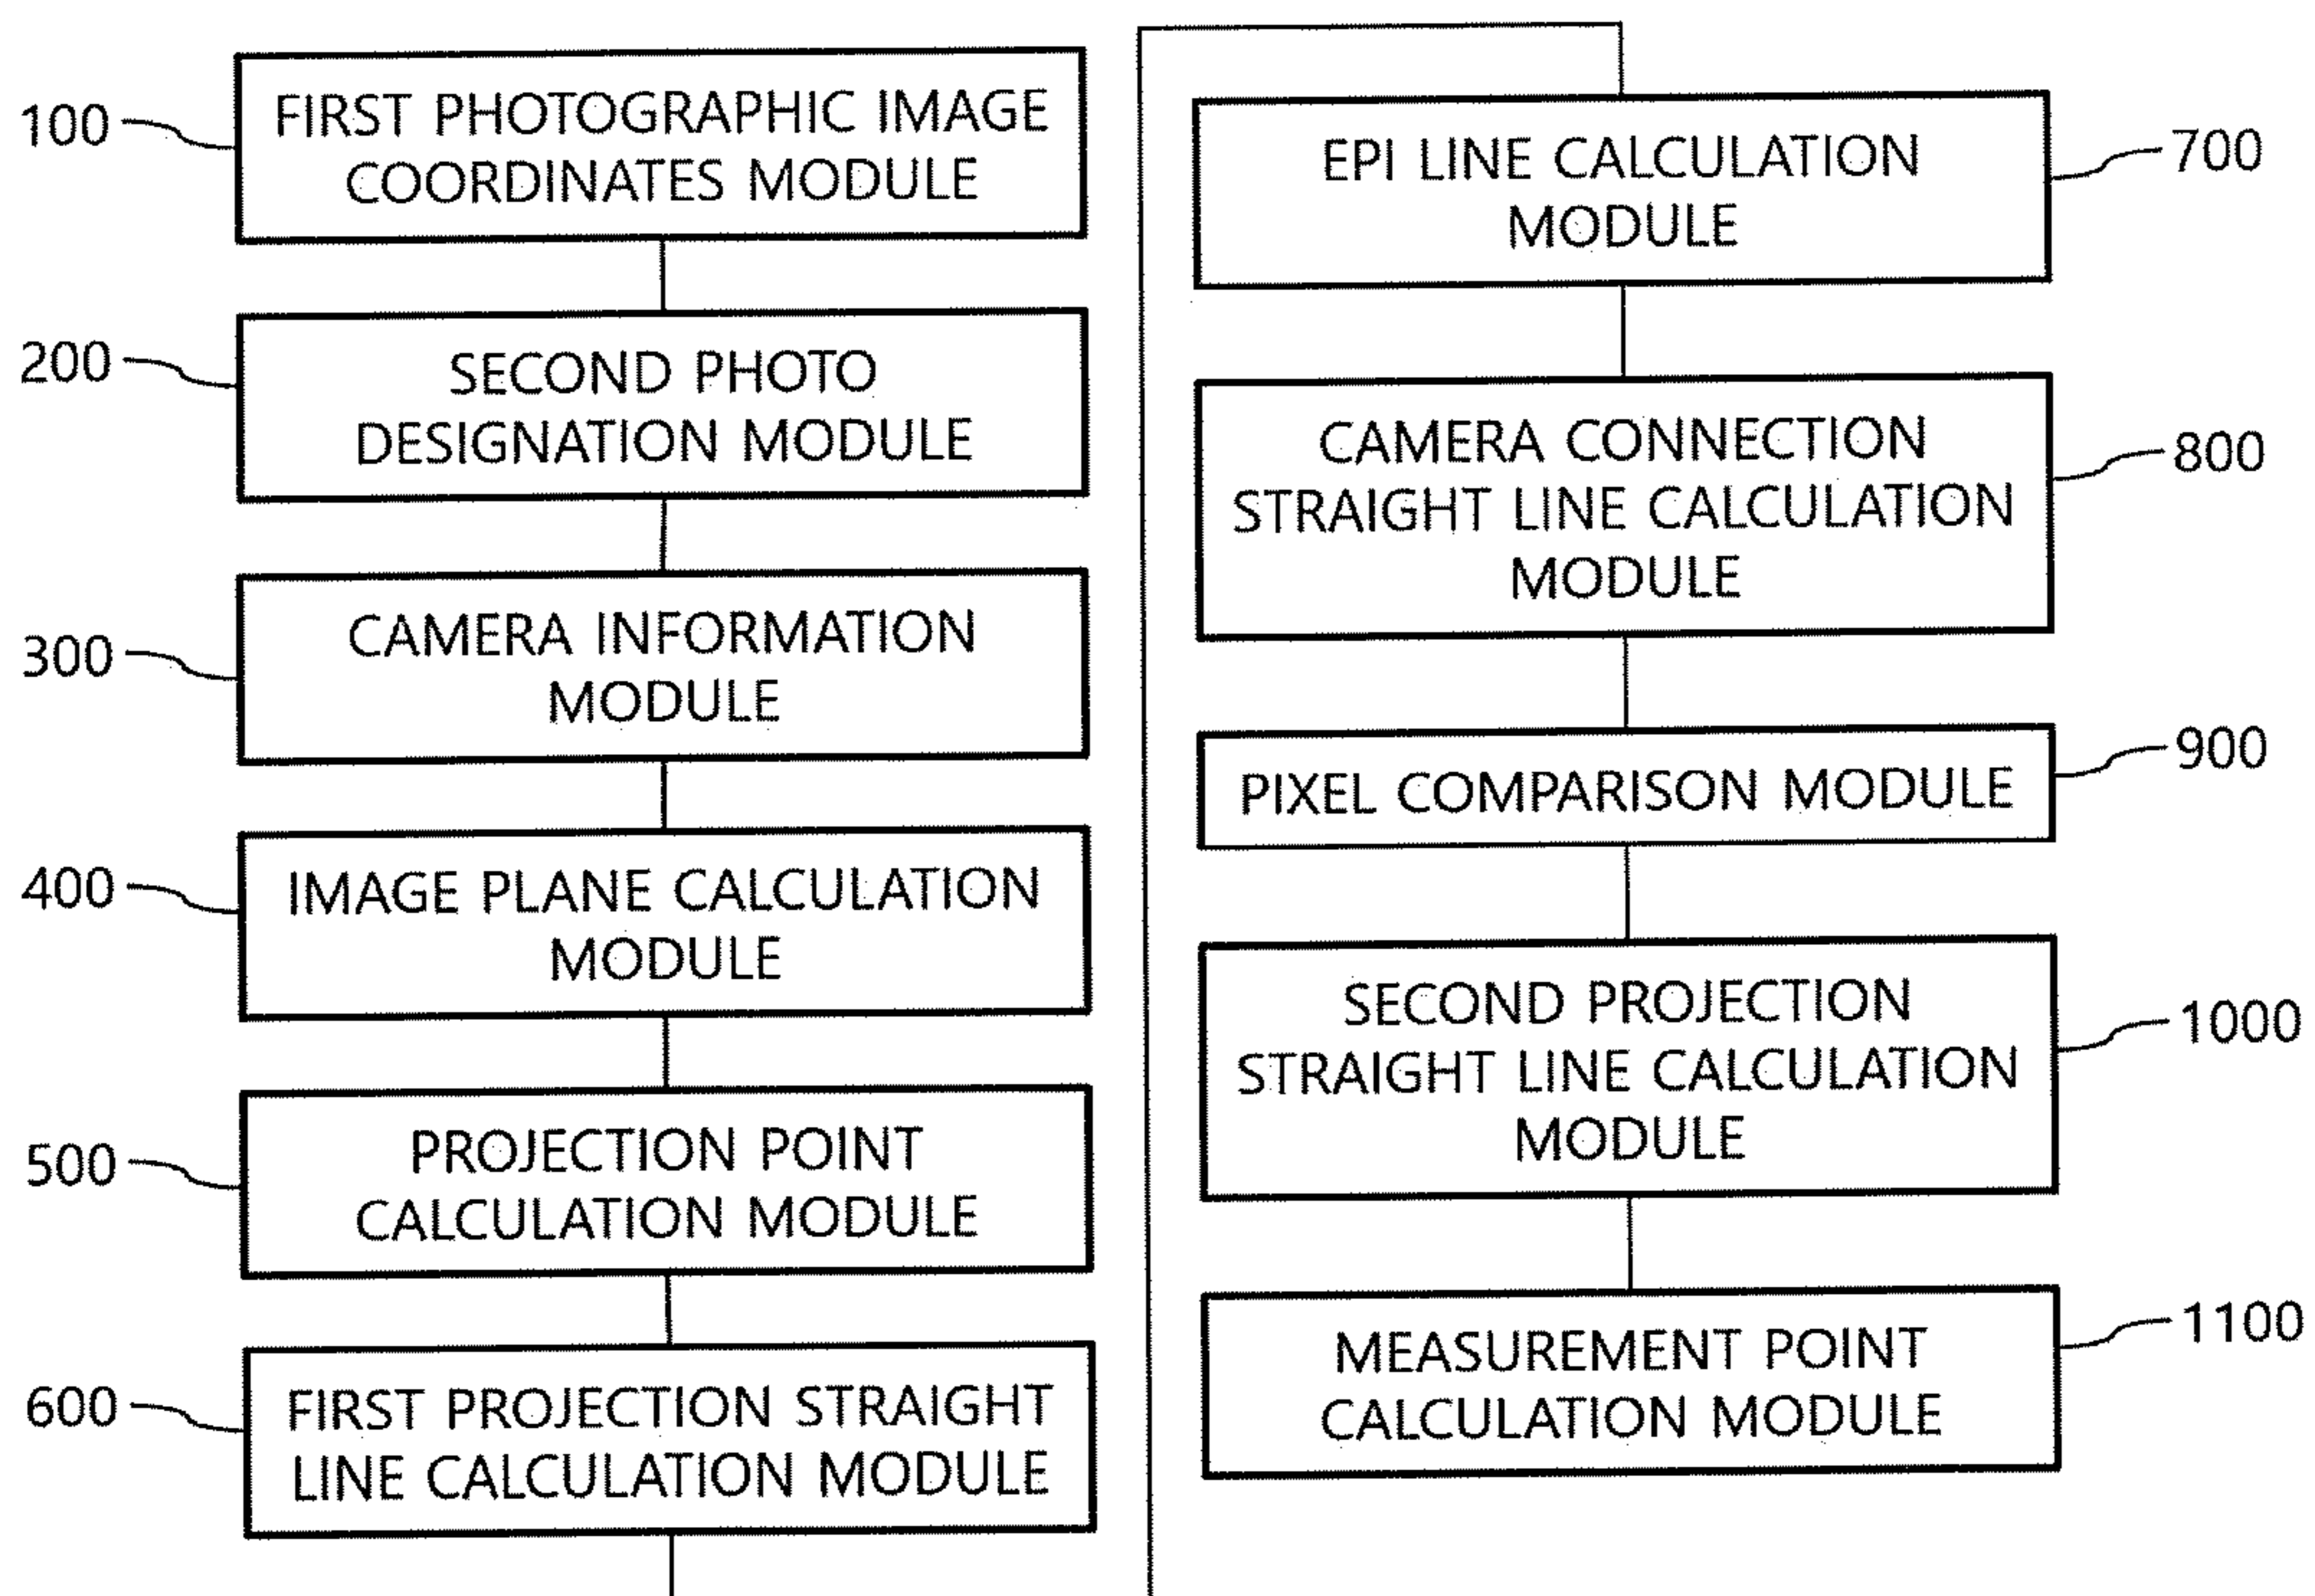 100
FIRST PHOTOGRAPHIC IMAGE
COORDINATES MODULE
200
SECOND PHOTO
DESIGNATION MODULE
300
CAMERA INFORMATION
MODULE
400
IMAGE PLANE CALCULATION
MODULE
500
PROJECTION POINT
CALCULATION MODULE
600
FIRST PROJECTION STRAIGHT
LINE CALCULATION MODULE
EPI LINE CALCULATION
MODULE
700
CAMERA CONNECTION
STRAIGHT LINE CALCULATION
MODULE
800
PIXEL COMPARISON MODULE
900
SECOND PROJECTION
STRAIGHT LINE CALCULATION
MODULE
1000
MEASUREMENT POINT
CALCULATION MODULE
1100